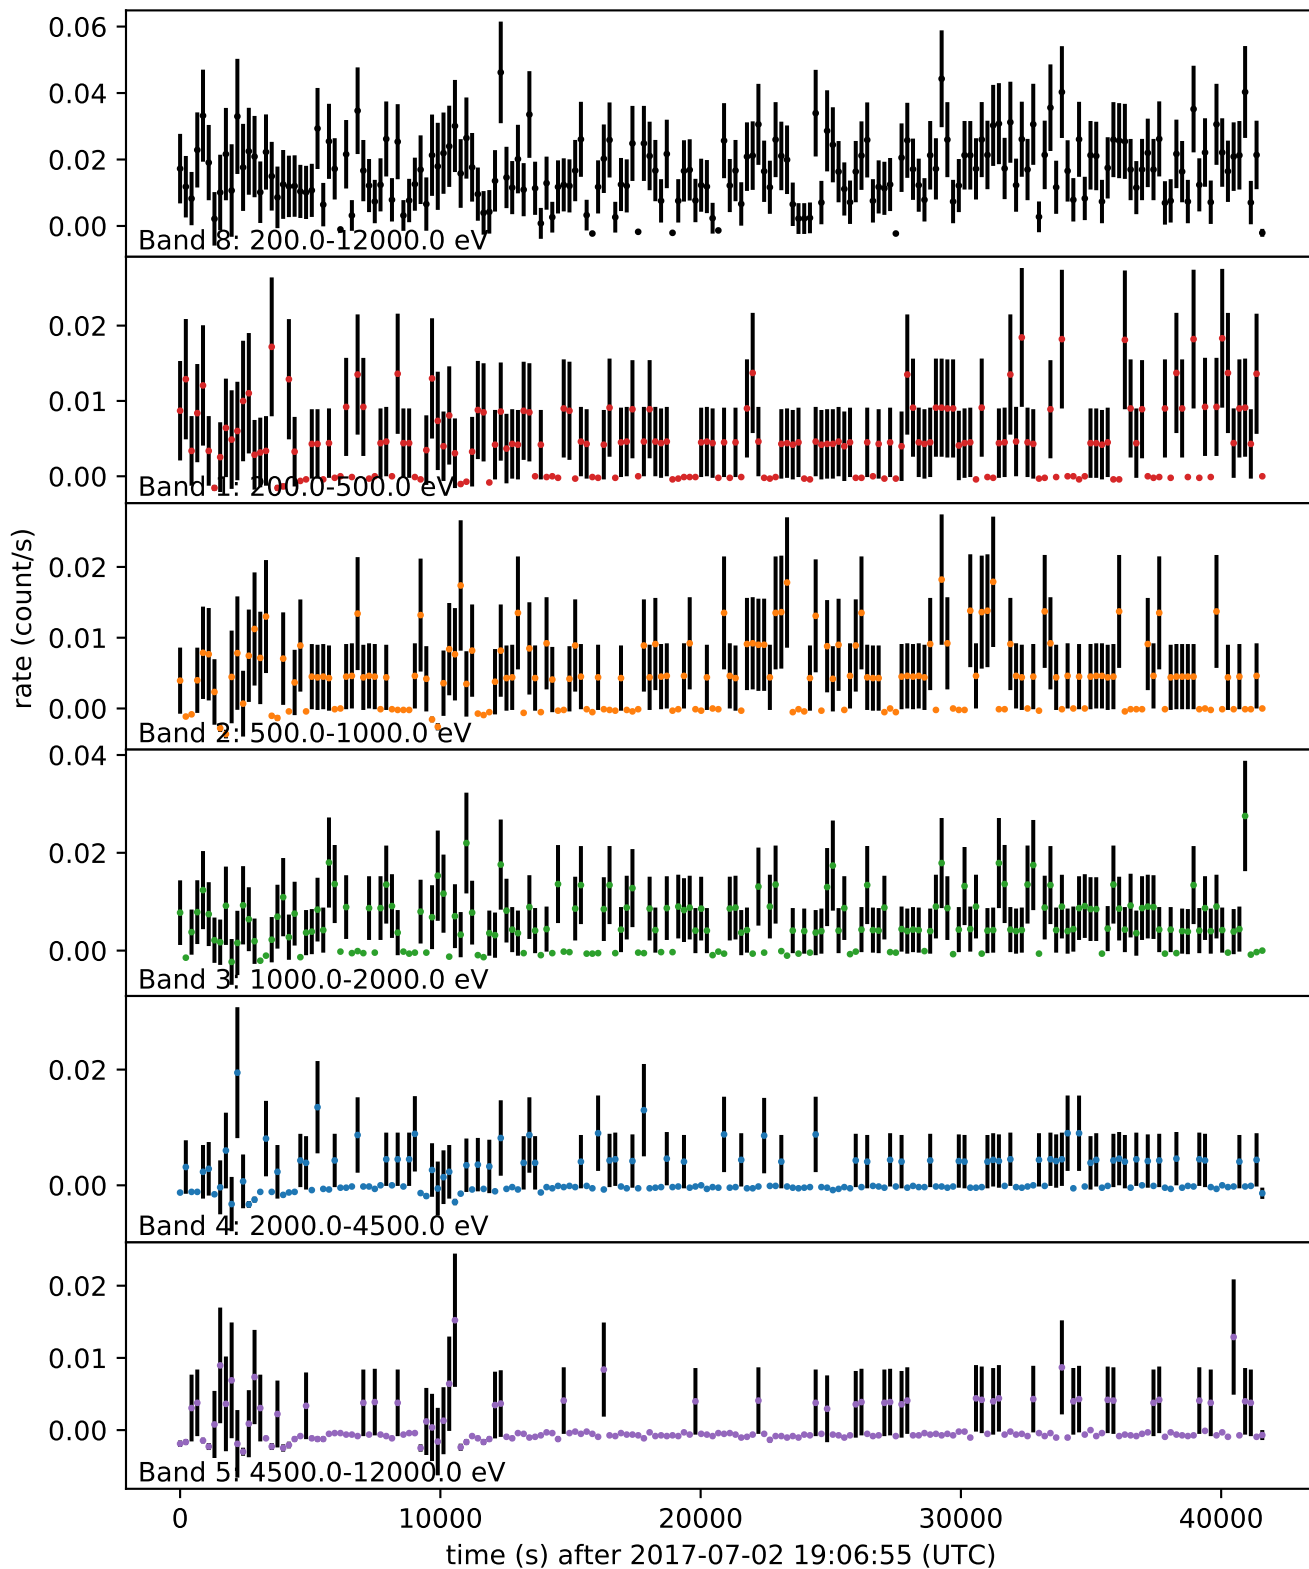 0.06
0.04
0.02
0.00
Band 8: 200.0-12000.0 eV
0.02
0.01
0.00
Band 1: 200.0-500.0 eV
0.02
0.01
0.00
Band 2: 500.0-1000.0 eV
rate (count/s)
0.04
0.02
0.00
Band 3: 1000.0-2000.0 eV
0.02
0.00
Band 4: 2000.0-4500.0 eV
0.02
0.01
0.00
Band 5: 4500.0-12000.0 eV
0 10000 20000 30000 40000
time (s) after 2017-07-02 19:06:55 (UTC)